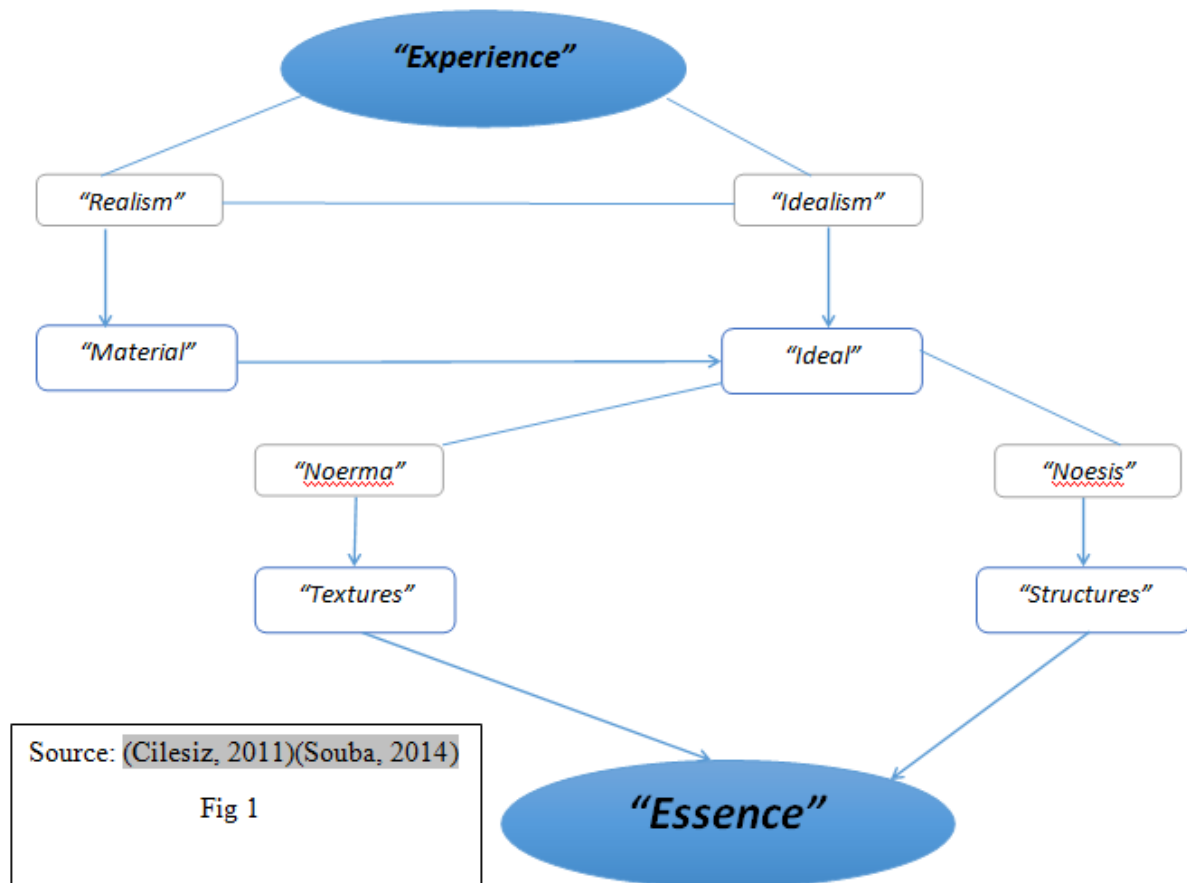 “Experience”
“Realism”
“Idealism”
“Material”
“Ideal”
“Noerma”
“Noesis”
“Textures”
“Structures”
Source: (Cilesiz, 2011)(Souba, 2014)
Fig 1
“Essence”